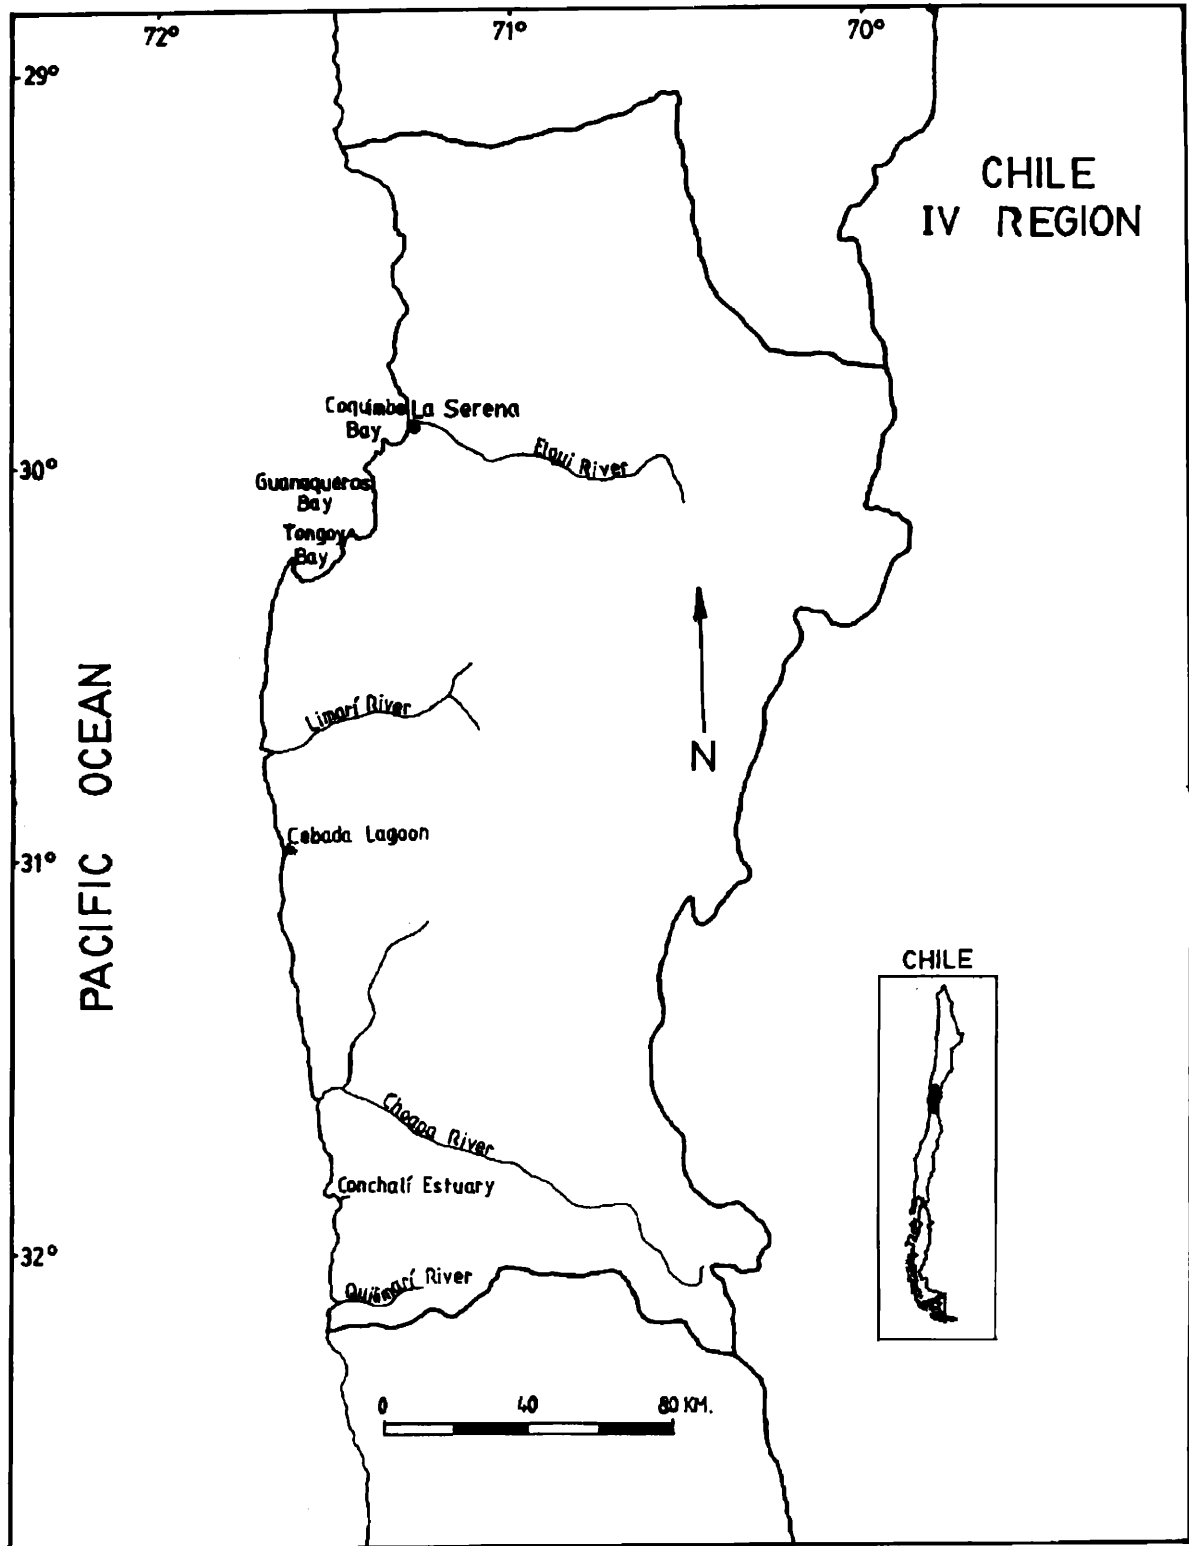 72°
71°
70°
29°
CHILE
IV REGION
Coquimbo
Bay
La Serena
Elqui River
30°
Guanaqueros
Bay
Tongoy
Bay
N
Limarí River
PACIFIC OCEAN
Cebada Lagoon
31°
CHILE
Choapa River
Conchalí Estuary
32°
Quilimarí River
0
40
80 KM.